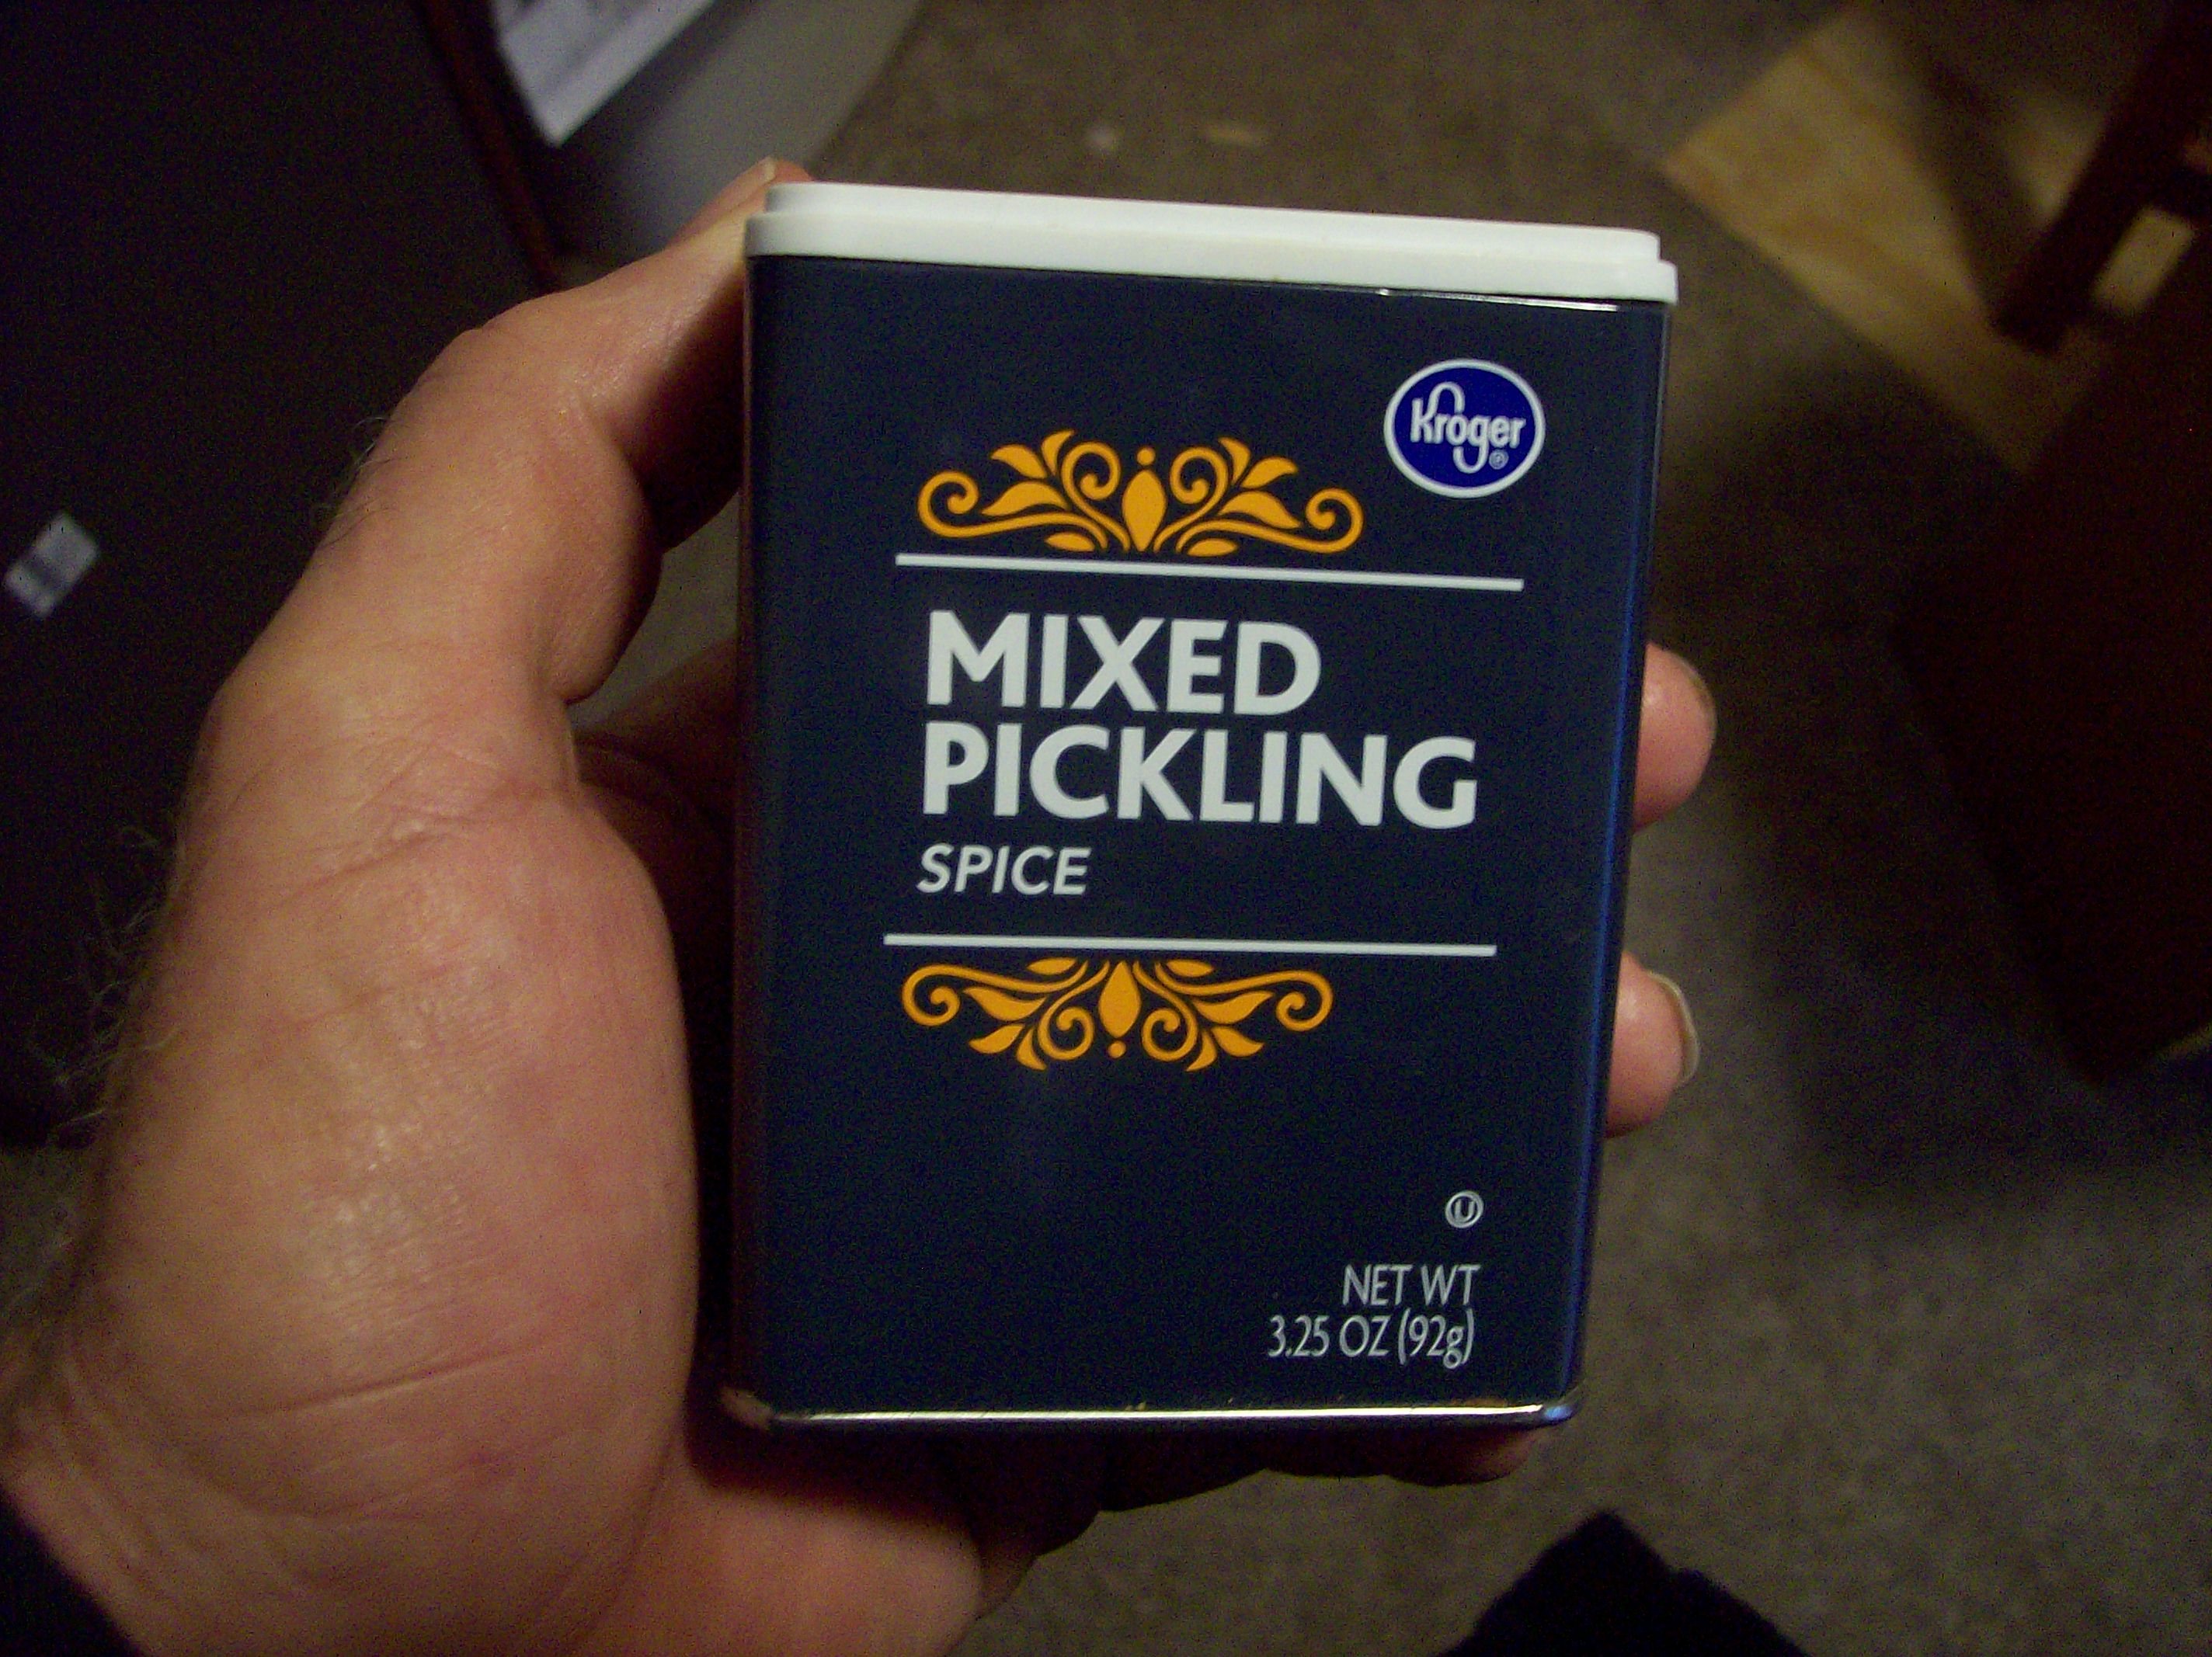 Kroger®
MIXED
PICKLING
SPICE
U
NET WT
3.25 OZ (92g)